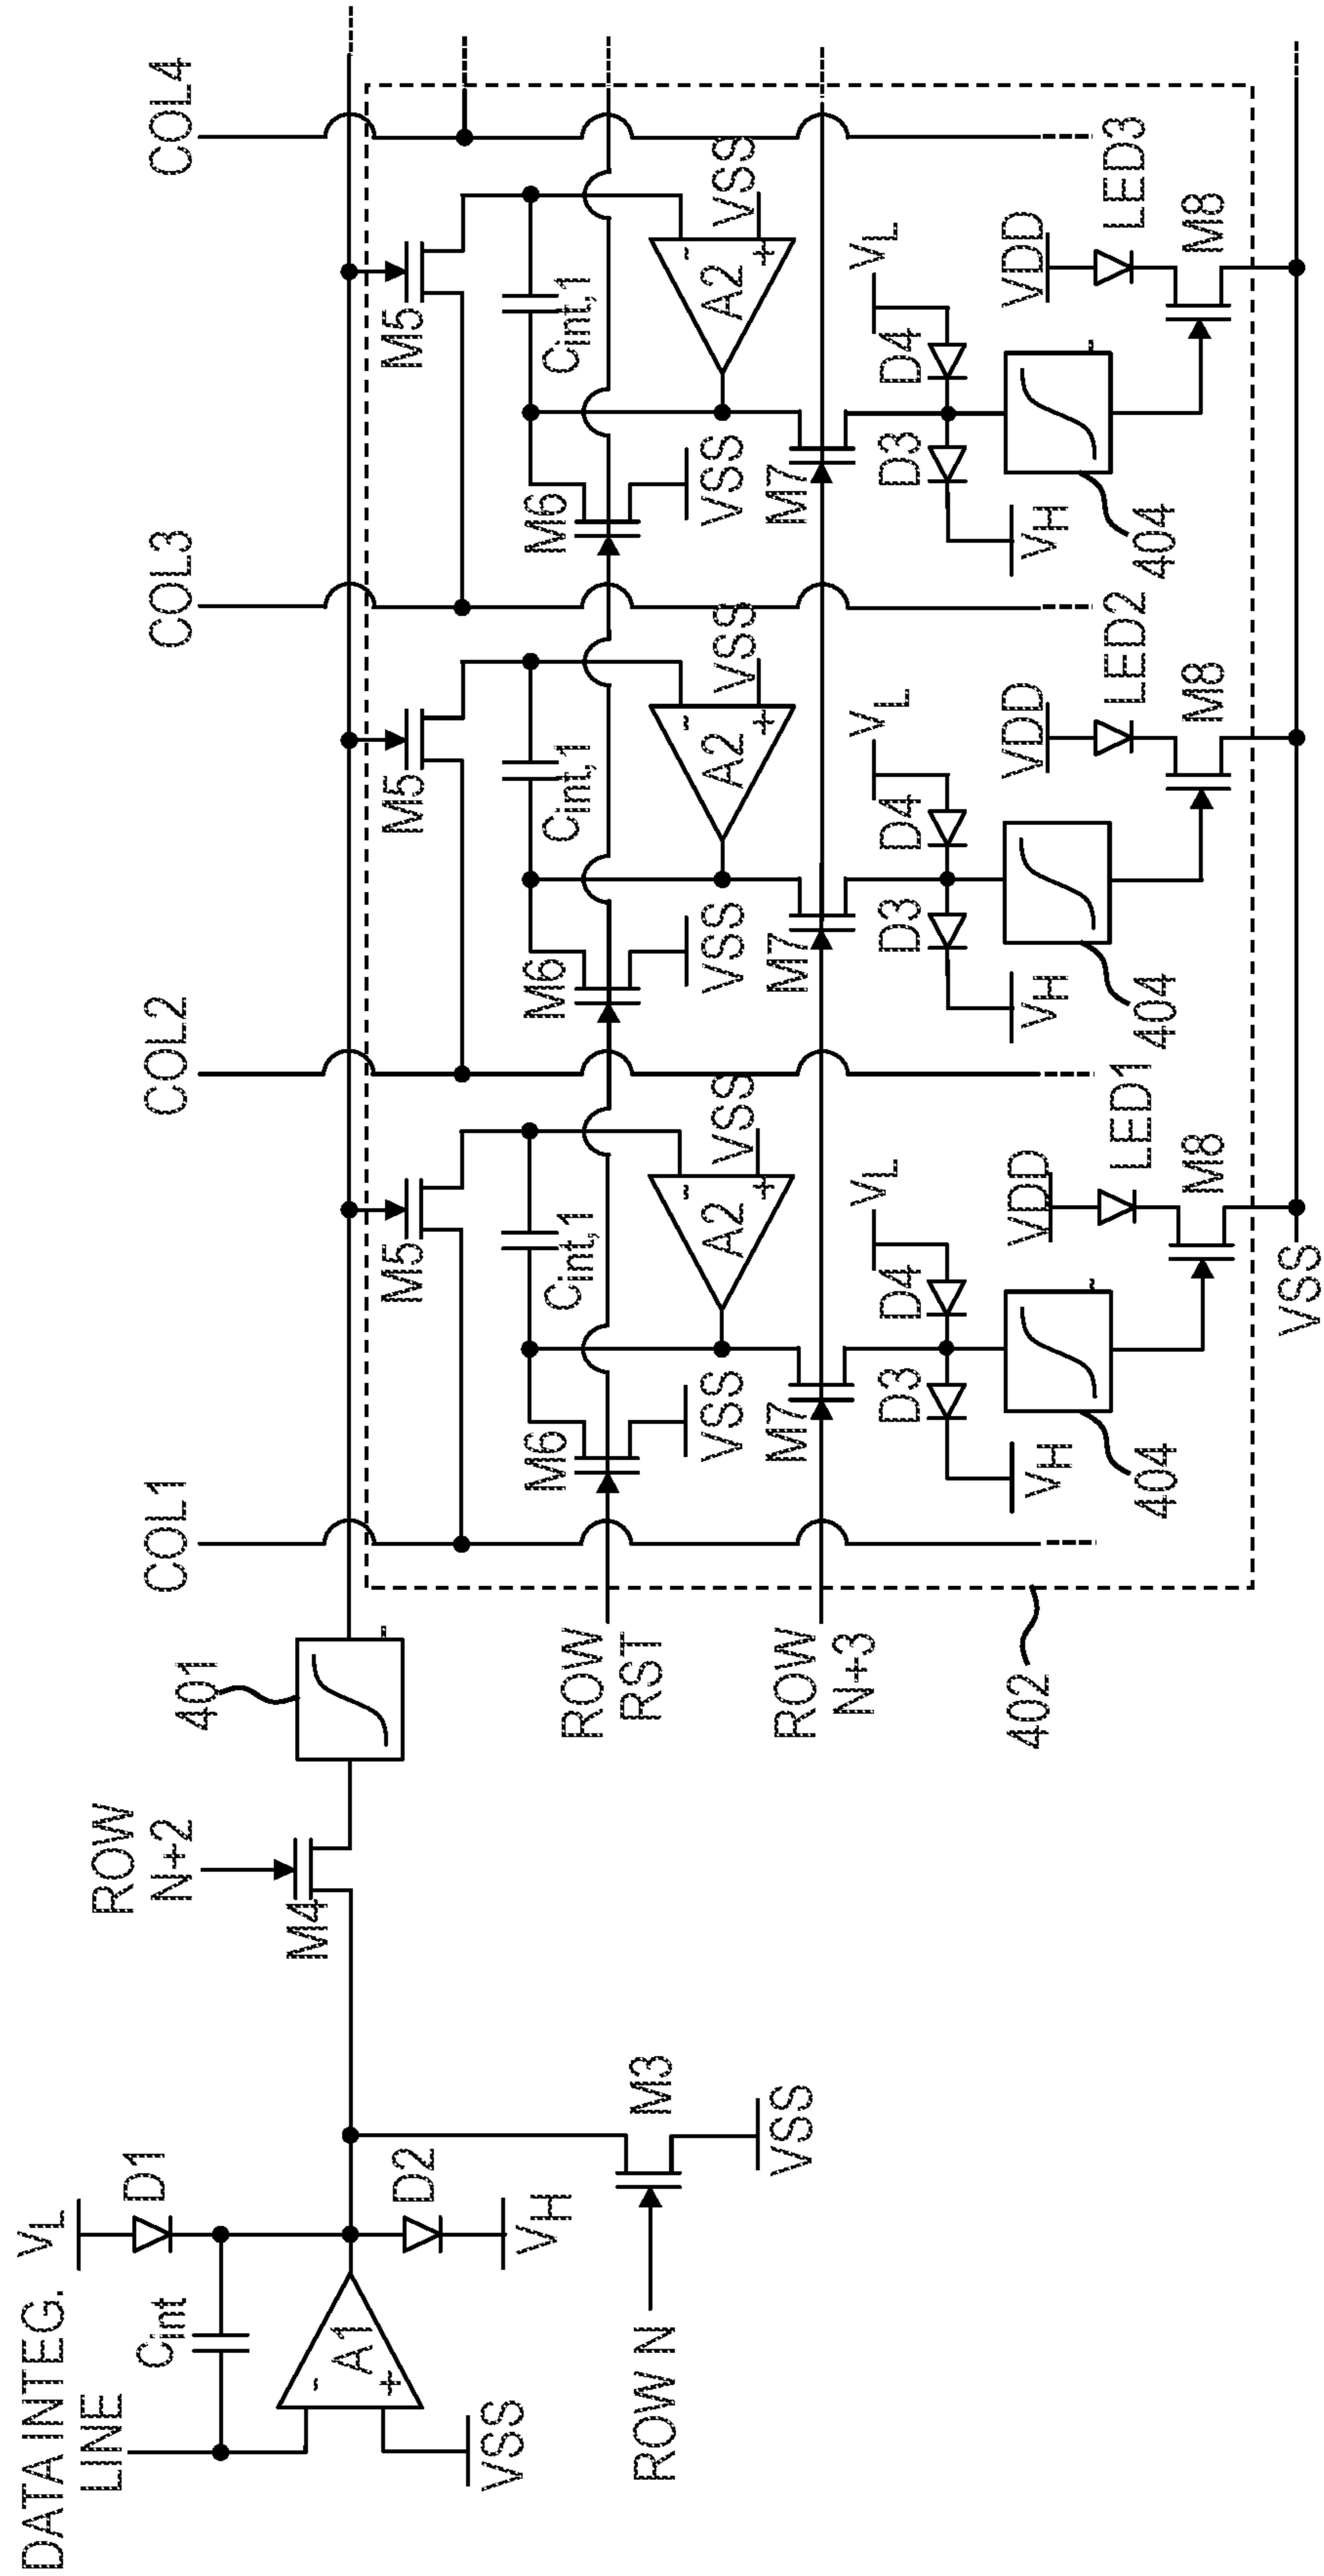 DATA INTEG.
LINE
VL
D1
Cint
A1
-
+
VSS
D2
VH
ROW N
M3
VSS
ROW
N+2
M4
401
ROW
RST
ROW
N+3
402
COL1
M5
Cint,1
M6
VSS
A2
-
+
VSS
M7
D3
D4
VL
VH
404
VDD
LED1
M8
VSS
COL2
M5
Cint,1
M6
VSS
A2
-
+
VSS
M7
D3
D4
VL
VH
404
VDD
LED2
M8
COL3
M5
Cint,1
M6
VSS
A2
-
+
VSS
M7
D3
D4
VL
VH
404
VDD
LED3
M8
COL4